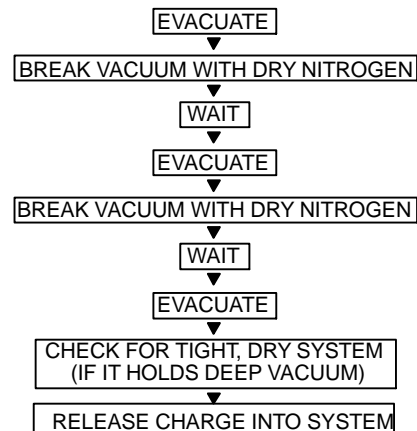 EVACUATE
BREAK VACUUM WITH DRY NITROGEN
WAIT
EVACUATE
BREAK VACUUM WITH DRY NITROGEN
WAIT
EVACUATE
CHECK FOR TIGHT, DRY SYSTEM
(IF IT HOLDS DEEP VACUUM)
RELEASE CHARGE INTO SYSTEM